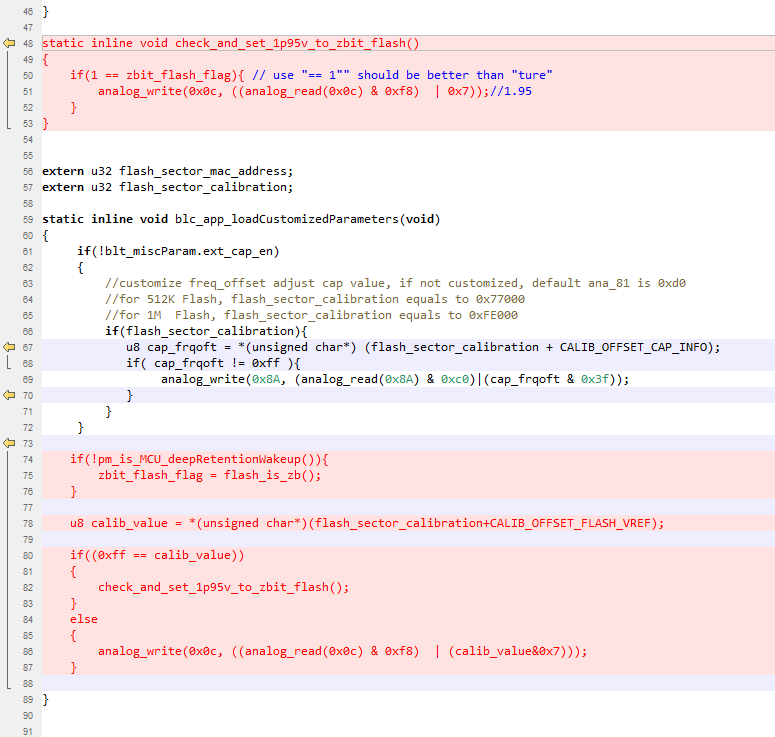 46 }
47
48 static inline void check_and_set_1p95v_to_zbit_flash()
49 {
50     if(1 == zbit_flash_flag){ // use "== 1"" should be better than "ture"
51         analog_write(0x0c, ((analog_read(0x0c) & 0xf8)  | 0x7));//1.95
52     }
53 }
54
55
56 extern u32 flash_sector_mac_address;
57 extern u32 flash_sector_calibration;
58
59 static inline void blc_app_loadCustomizedParameters(void)
60 {
61      if(!blt_miscParam.ext_cap_en)
62      {
63          //customize freq_offset adjust cap value, if not customized, default ana_81 is 0xd0
64          //for 512K Flash, flash_sector_calibration equals to 0x77000
65          //for 1M  Flash, flash_sector_calibration equals to 0xFE000
66          if(flash_sector_calibration){
67             u8 cap_frqoft = *(unsigned char*) (flash_sector_calibration + CALIB_OFFSET_CAP_INFO);
68             if( cap_frqoft != 0xff ){
69                  analog_write(0x8A, (analog_read(0x8A) & 0xc0)|(cap_frqoft & 0x3f));
70             }
71          }
72      }
73
74     if(!pm_is_MCU_deepRetentionWakeup()){
75         zbit_flash_flag = flash_is_zb();
76     }
77
78     u8 calib_value = *(unsigned char*)(flash_sector_calibration+CALIB_OFFSET_FLASH_VREF);
79
80     if((0xff == calib_value))
81     {
82         check_and_set_1p95v_to_zbit_flash();
83     }
84     else
85     {
86         analog_write(0x0c, ((analog_read(0x0c) & 0xf8)  | (calib_value&0x7)));
87     }
88
89 }
90
91